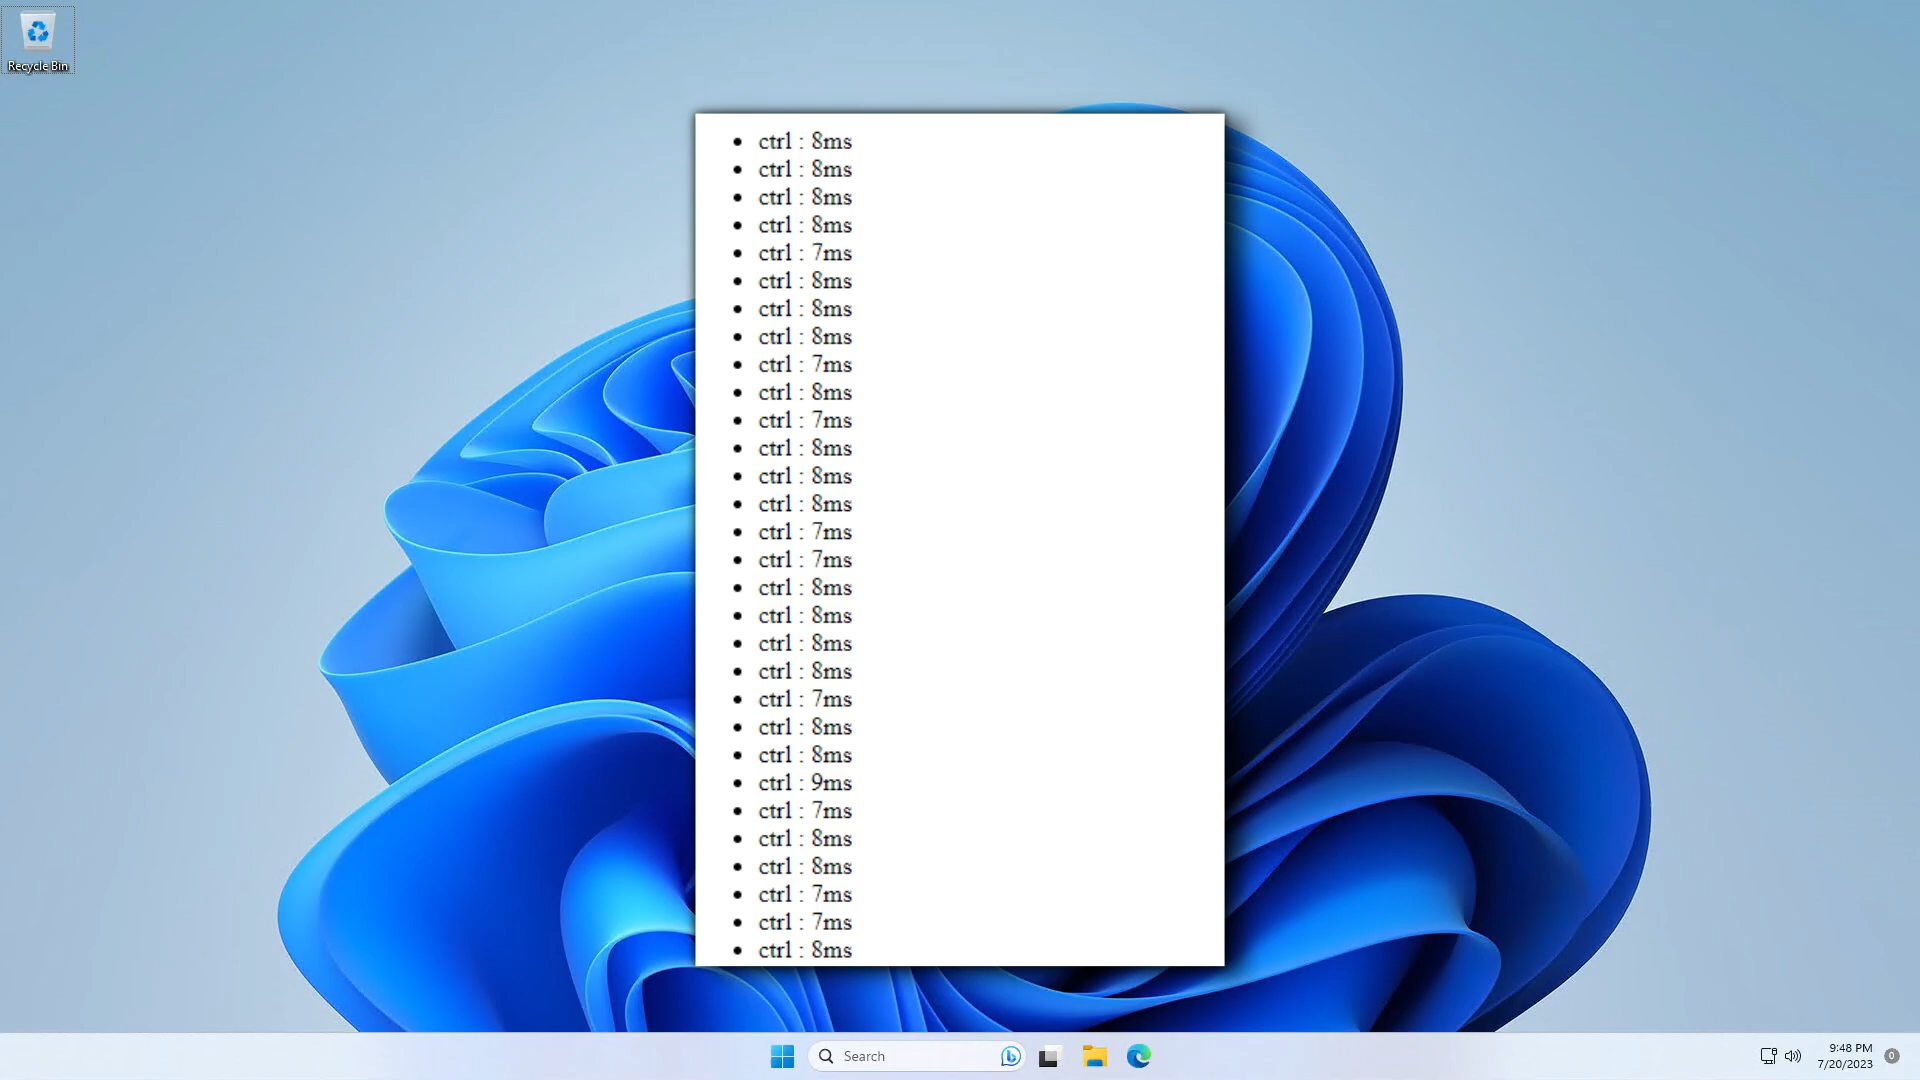 Recycle Bin
• ctrl : 8ms
• ctrl : 8ms
• ctrl : 8ms
• ctrl : 8ms
• ctrl : 7ms
• ctrl : 8ms
• ctrl : 8ms
• ctrl : 8ms
• ctrl : 7ms
• ctrl : 8ms
• ctrl : 7ms
• ctrl : 8ms
• ctrl : 8ms
• ctrl : 8ms
• ctrl : 7ms
• ctrl : 7ms
• ctrl : 8ms
• ctrl : 8ms
• ctrl : 8ms
• ctrl : 8ms
• ctrl : 7ms
• ctrl : 8ms
• ctrl : 8ms
• ctrl : 9ms
• ctrl : 7ms
• ctrl : 8ms
• ctrl : 8ms
• ctrl : 7ms
• ctrl : 7ms
• ctrl : 8ms
Search
9:48 PM
7/20/2023
0